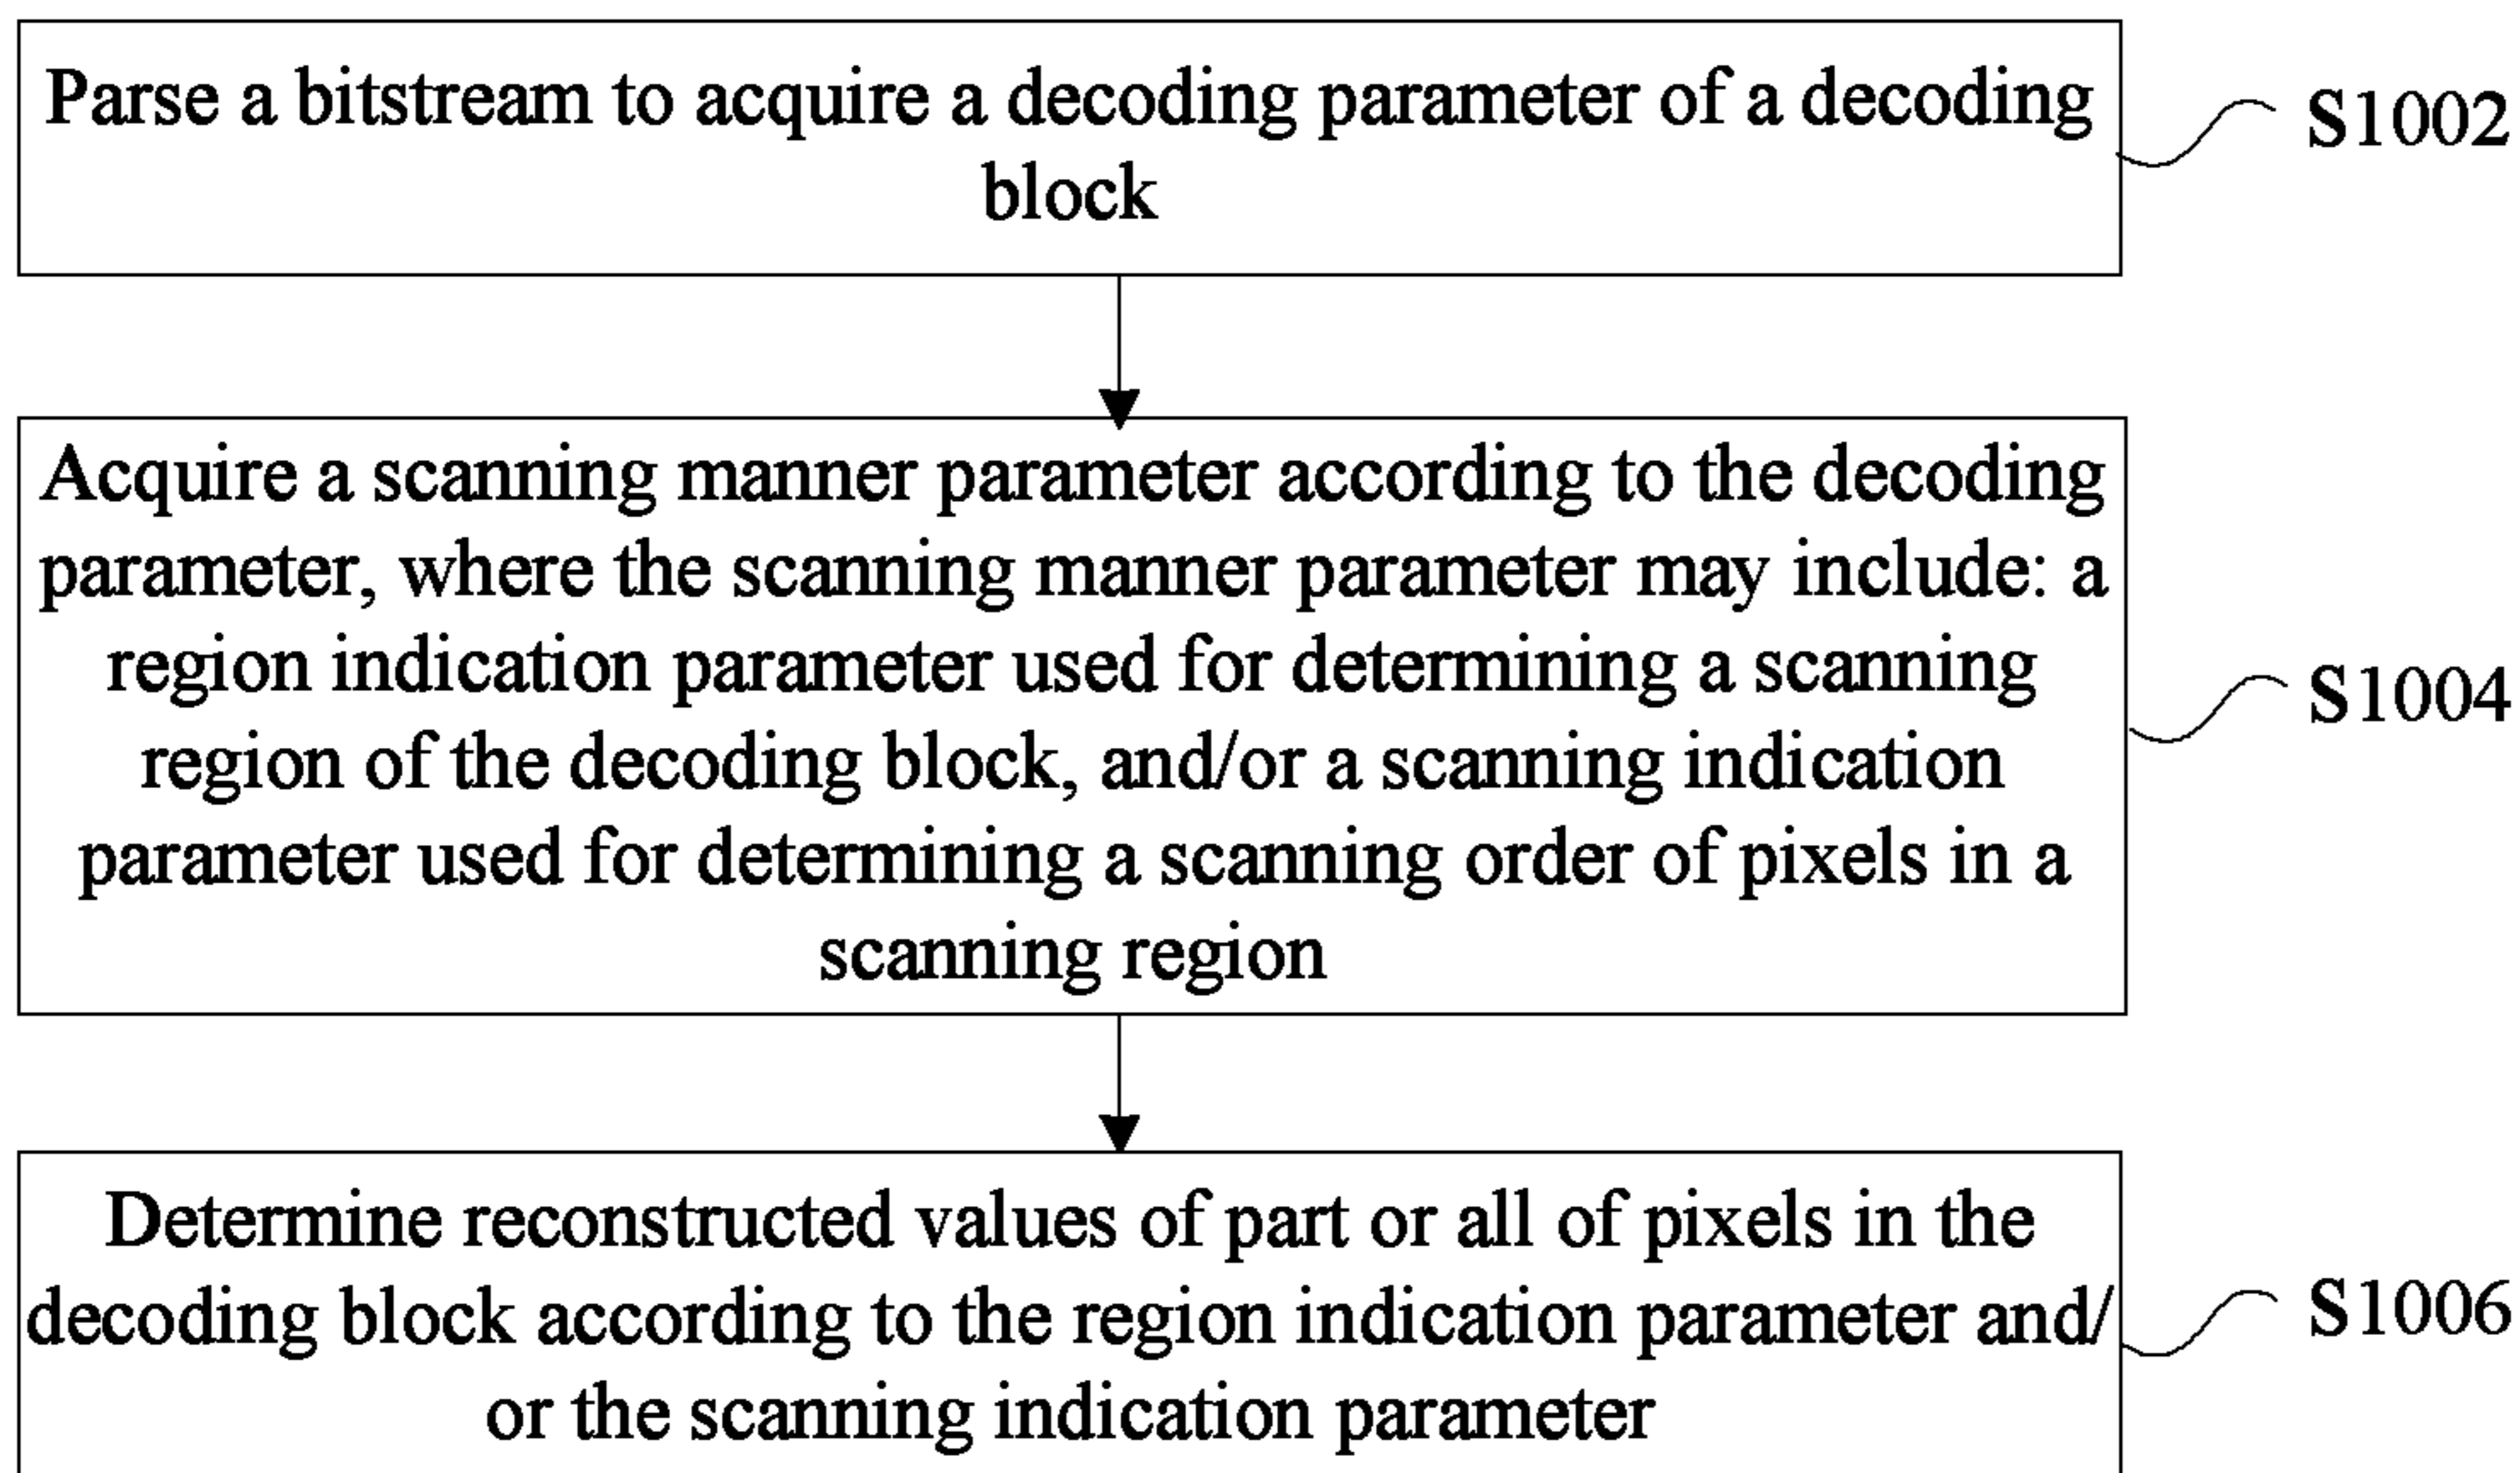 Parse a bitstream to acquire a decoding parameter of a decoding
block
S1002
Acquire a scanning manner parameter according to the decoding
parameter, where the scanning manner parameter may include: a
region indication parameter used for determining a scanning
region of the decoding block, and/or a scanning indication
parameter used for determining a scanning order of pixels in a
scanning region
S1004
Determine reconstructed values of part or all of pixels in the
decoding block according to the region indication parameter and/
or the scanning indication parameter
S1006